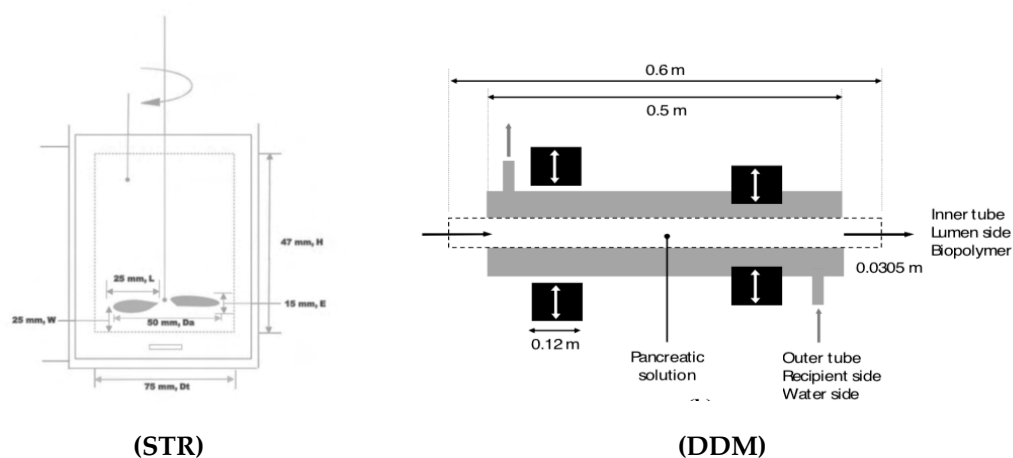 47 mm, H
25 mm, L
15 mm, E
25 mm, W
50 mm, Da
75 mm, Dt
(STR)
0.6 m
0.5 m
Inner tube
Lumen side
Biopolymer
0.0305 m
0.12 m
Pancreatic
solution
Outer tube
Recipient side
Water side
(DDM)